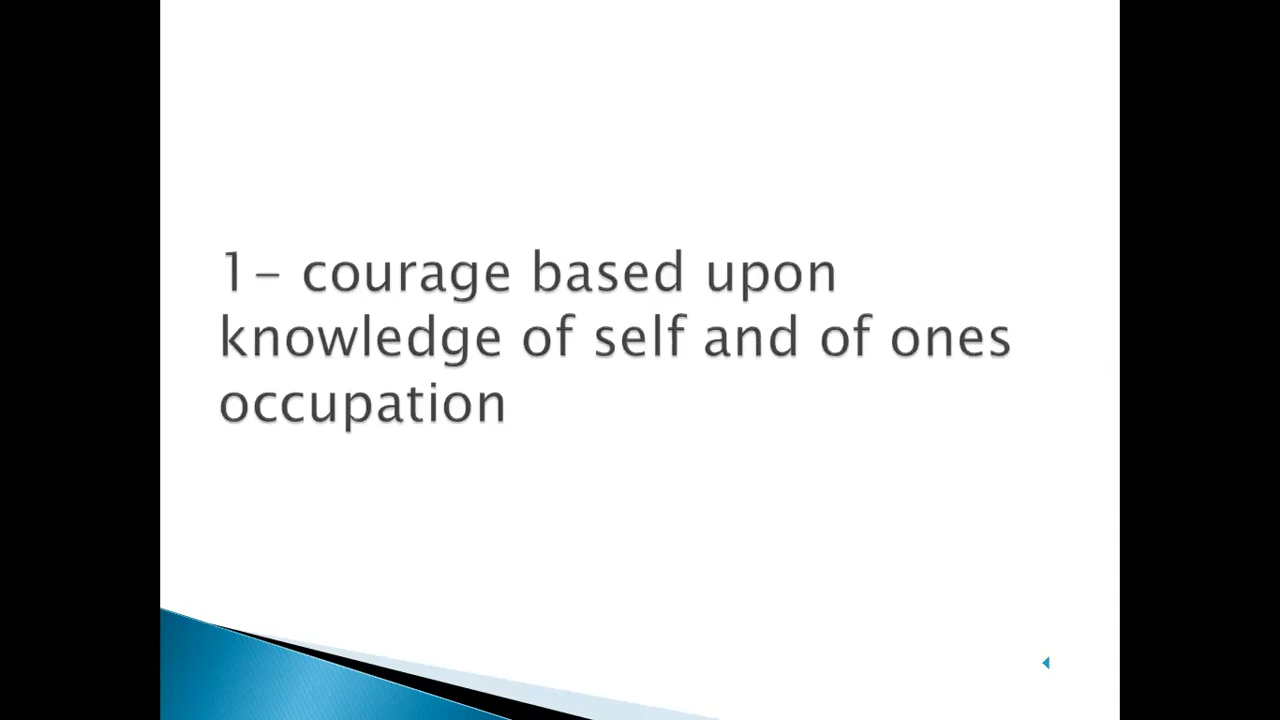 1- courage based upon
knowledge of self and of ones
occupation